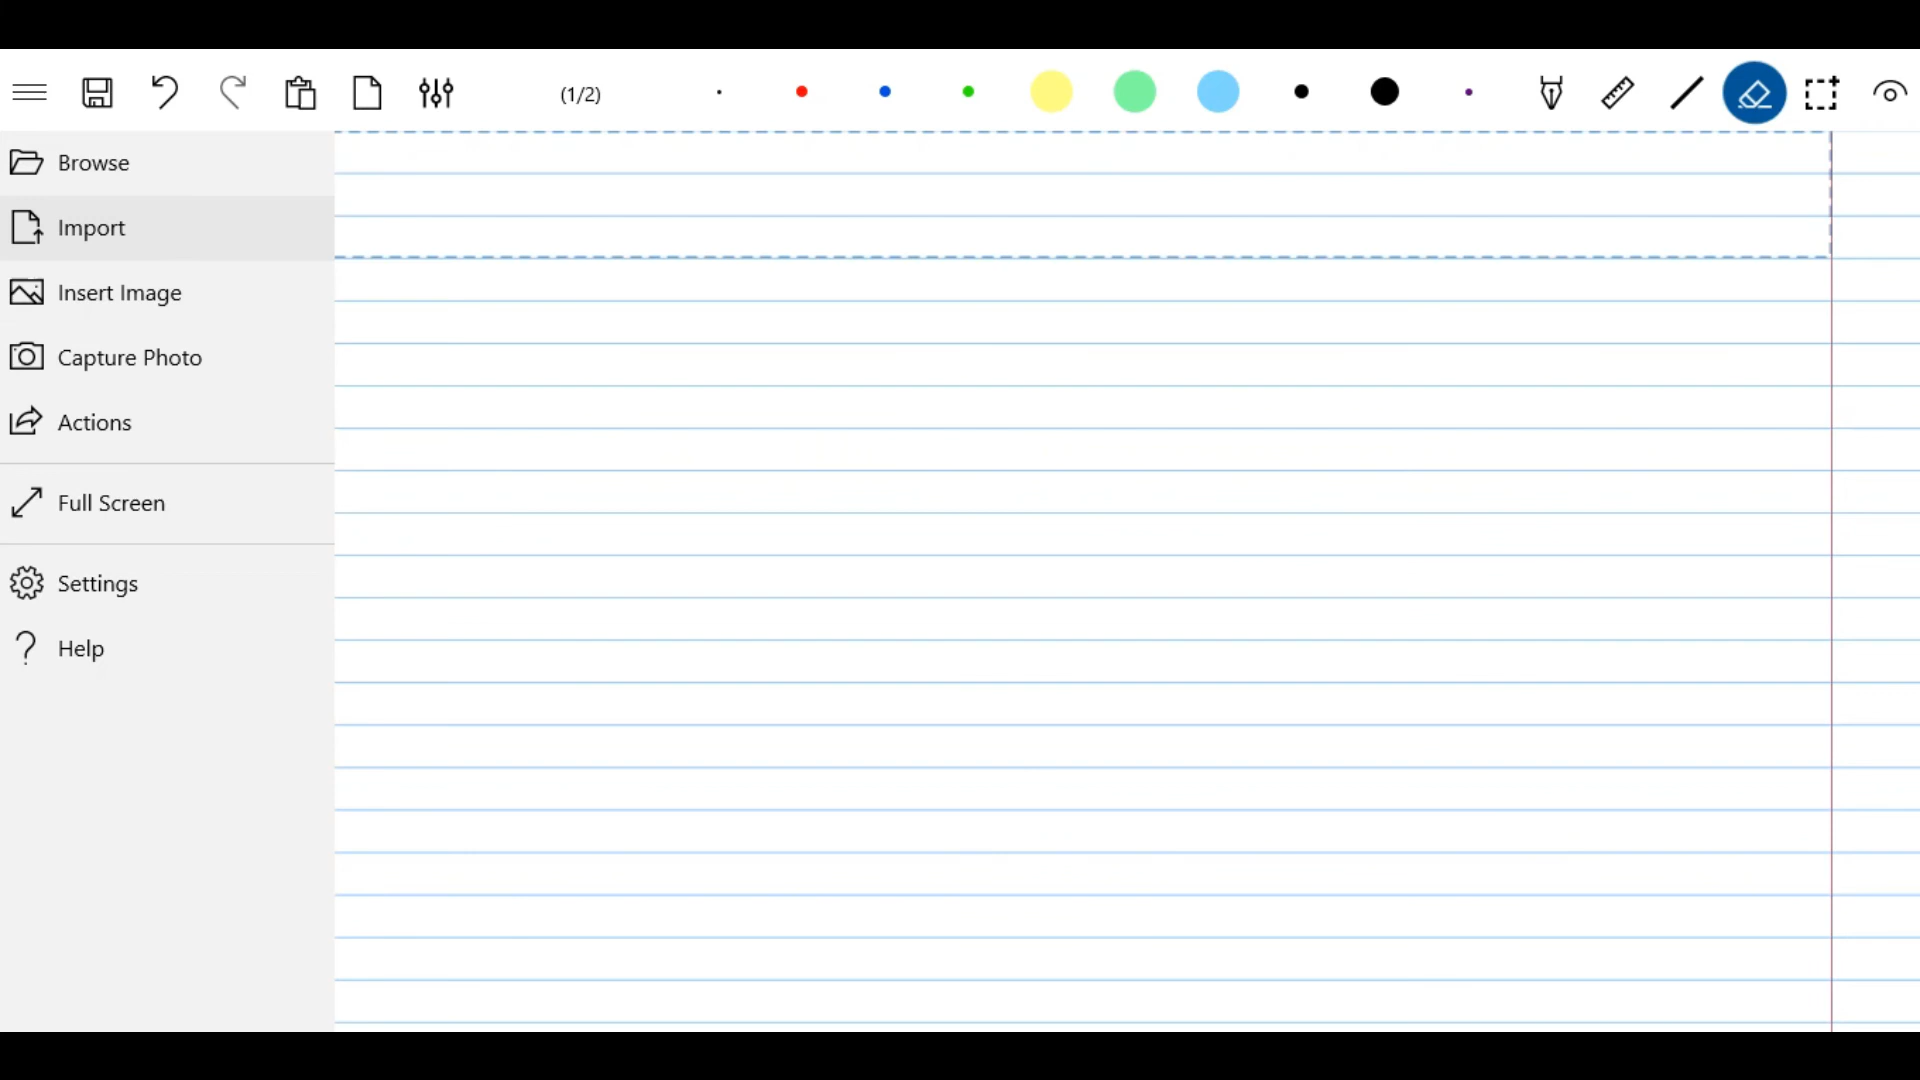 (1/2)
Browse
Import
Insert Image
Capture Photo
Actions
Full Screen
Settings
Help